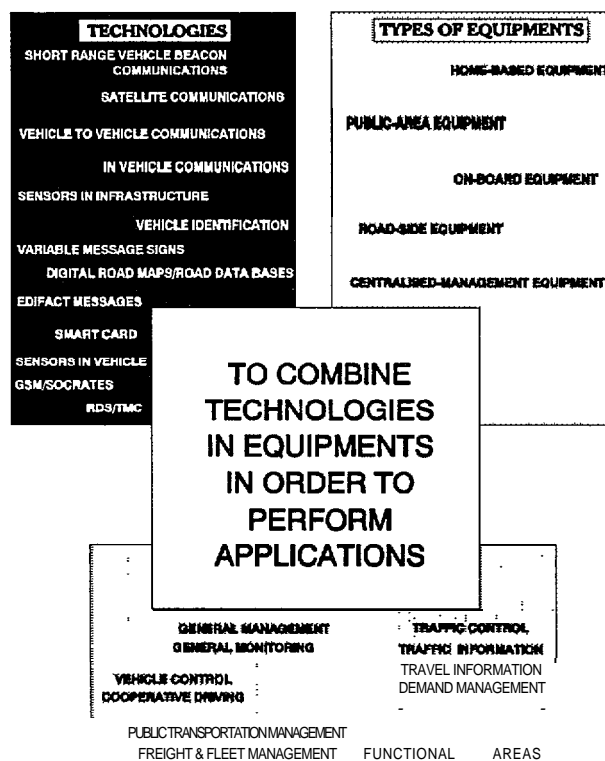 TECHNOLOGIES
SHORT RANGE VEHICLE BEACON
COMMUNICATIONS
SATELLITE COMMUNICATIONS
VEHICLE TO VEHICLE COMMUNICATIONS
IN VEHICLE COMMUNICATIONS
SENSORS IN INFRASTRUCTURE
VEHICLE IDENTIFICATION
VARIABLE MESSAGE SIGNS
DIGITAL ROAD MAPS/ROAD DATA BASES
EDIFACT MESSAGES
SMART CARD
SENSORS IN VEHICLE
GSM/SOCRATES
RDS/TMC
TYPES OF EQUIPMENTS
HOME-BASED EQUIPMENT
PUBLIC-AREA EQUIPMENT
ON-BOARD EQUIPMENT
ROAD-SIDE EQUIPMENT
CENTRALISED-MANAGEMENT EQUIPMENT
TO COMBINE
TECHNOLOGIES
IN EQUIPMENTS
IN ORDER TO
PERFORM
APPLICATIONS
GENERAL MANAGEMENT
GENERAL MONITORING
VEHICLE CONTROL
COOPERATIVE DRIVING
TRAFFIC CONTROL
TRAFFIC INFORMATION
TRAVEL INFORMATION
DEMAND MANAGEMENT
PUBLIC TRANSPORTATION MANAGEMENT
FREIGHT & FLEET MANAGEMENT FUNCTIONAL AREAS